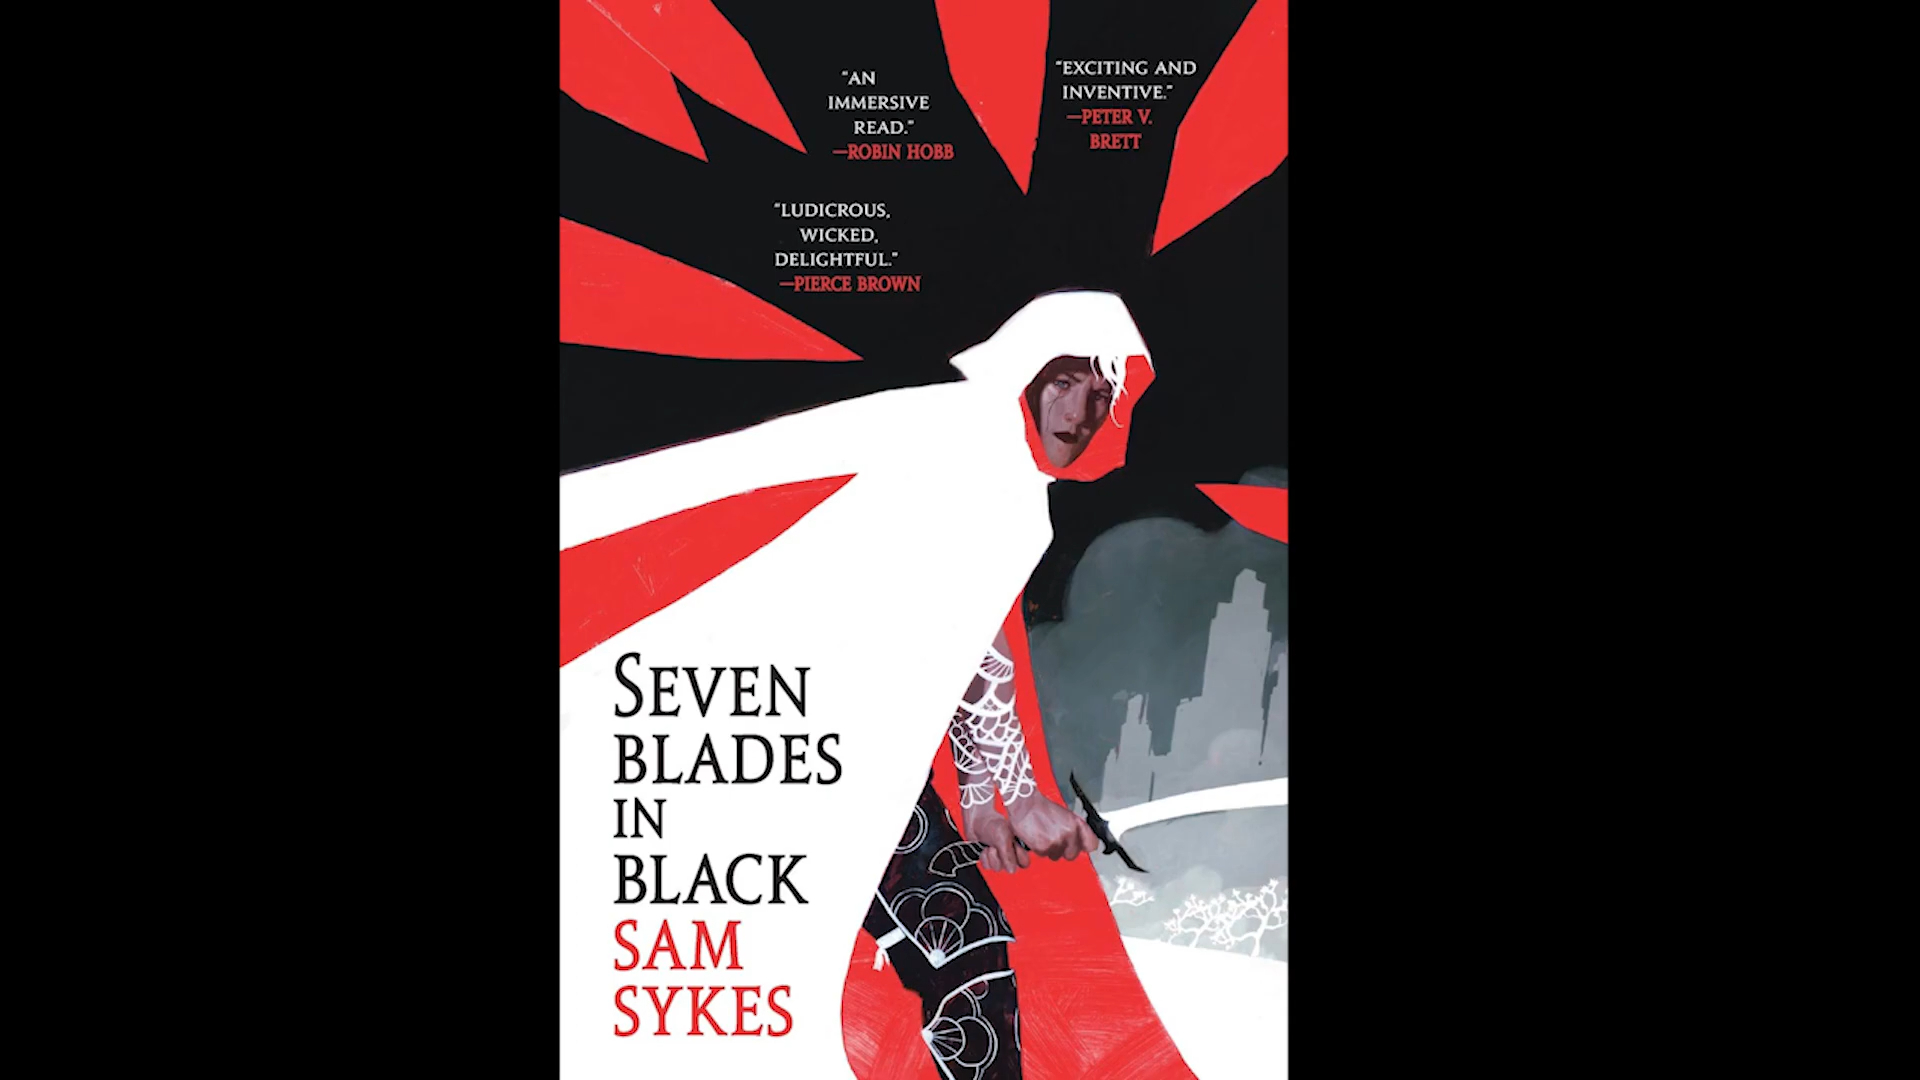 “AN
IMMERSIVE
READ.”
—ROBIN HOBB
“EXCITING AND
INVENTIVE.”
—PETER V.
BRETT
“LUDICROUS,
WICKED,
DELIGHTFUL.”
—PIERCE BROWN
SEVEN
BLADES
IN
BLACK
SAM
SYKES